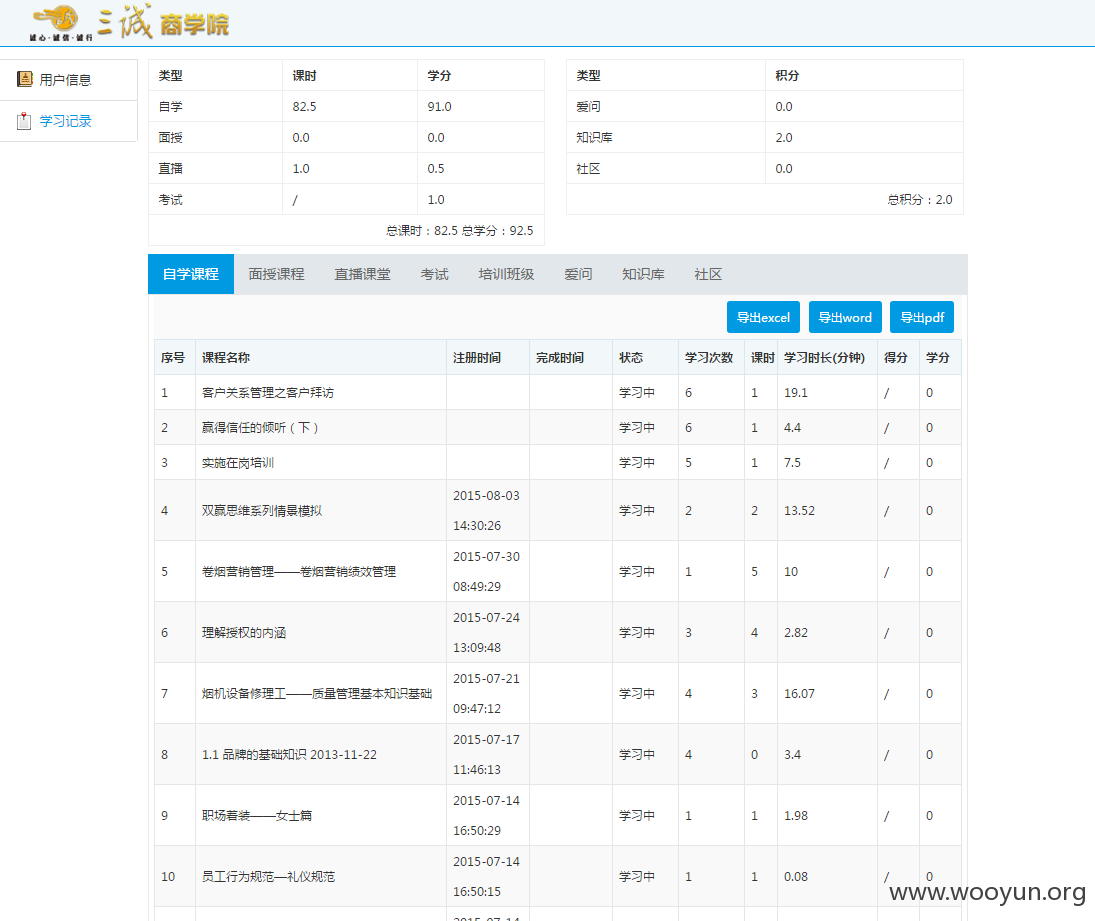 三诚 商学院
诚心·诚信·诚行
用户信息
学习记录
类型 课时 学分
自学 82.5 91.0
面授 0.0 0.0
直播 1.0 0.5
考试 / 1.0
总课时：82.5 总学分：92.5
类型 积分
爱问 0.0
知识库 2.0
社区 0.0
总积分：2.0
自学课程 面授课程 直播课堂 考试 培训班级 爱问 知识库 社区
导出excel 导出word 导出pdf
序号 课程名称 注册时间 完成时间 状态 学习次数 课时 学习时长(分钟) 得分 学分
1 客户关系管理之客户拜访 学习中 6 1 19.1 / 0
2 赢得信任的倾听（下） 学习中 6 1 4.4 / 0
3 实施在岗培训 学习中 5 1 7.5 / 0
4 双赢思维系列情景模拟 2015-08-03 14:30:26 学习中 2 2 13.52 / 0
5 卷烟营销管理——卷烟营销绩效管理 2015-07-30 08:49:29 学习中 1 5 10 / 0
6 理解授权的内涵 2015-07-24 13:09:48 学习中 3 4 2.82 / 0
7 烟机设备修理工——质量管理基本知识基础 2015-07-21 09:47:12 学习中 4 3 16.07 / 0
8 1.1 品牌的基础知识 2013-11-22 2015-07-17 11:46:13 学习中 4 0 3.4 / 0
9 职场着装——女士篇 2015-07-14 16:50:29 学习中 1 1 1.98 / 0
10 员工行为规范—礼仪规范 2015-07-14 16:50:15 学习中 1 1 0.08 / 0
2015-07-14
www.wooyun.org